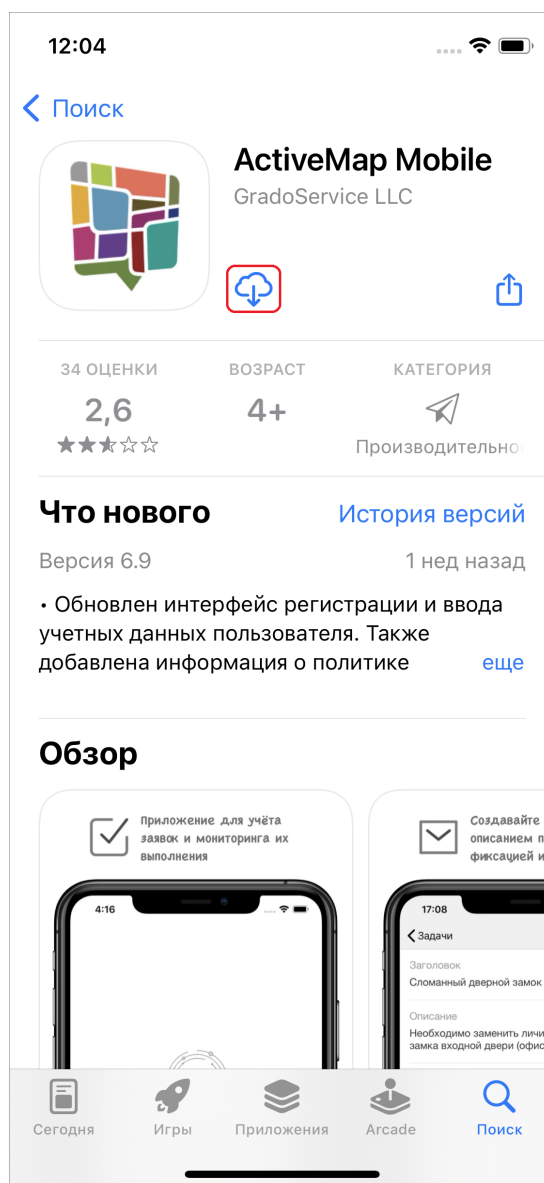 12:04
Поиск
ActiveMap Mobile
GradoService LLC
34 ОЦЕНКИ
ВОЗРАСТ
КАТЕГОРИЯ
2,6
4+
Производительно
Что нового
История версий
Версия 6.9
1 нед назад
• Обновлен интерфейс регистрации и ввода
учетных данных пользователя. Также
добавлена информация о политике
еще
Обзор
Приложение для учёта
заявок и мониторинга их
выполнения
4:16
Создавайте
описанием п
фиксацией и
17:08
Задачи
Заголовок
Сломанный дверной замок
Описание
Необходимо заменить личи
замка входной двери (офис
Сегодня
Игры
Приложения
Arcade
Поиск